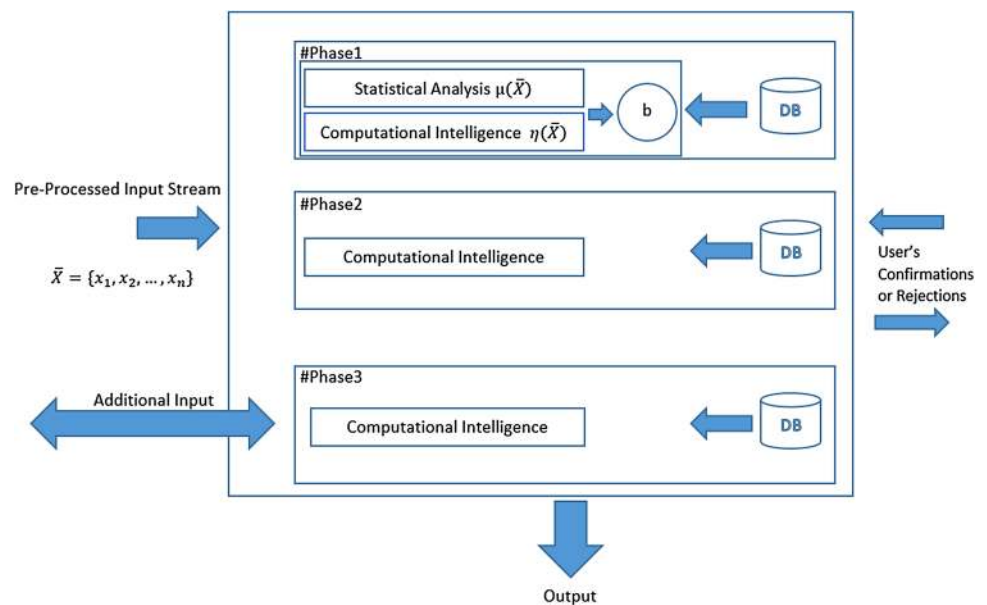 #Phase1
Statistical Analysis μ(X̄)
Computational Intelligence η(X̄)
b
DB
Pre-Processed Input Stream
X̄ = {x₁, x₂, …, xₙ}
#Phase2
Computational Intelligence
DB
User's
Confirmations
or Rejections
Additional Input
#Phase3
Computational Intelligence
DB
Output